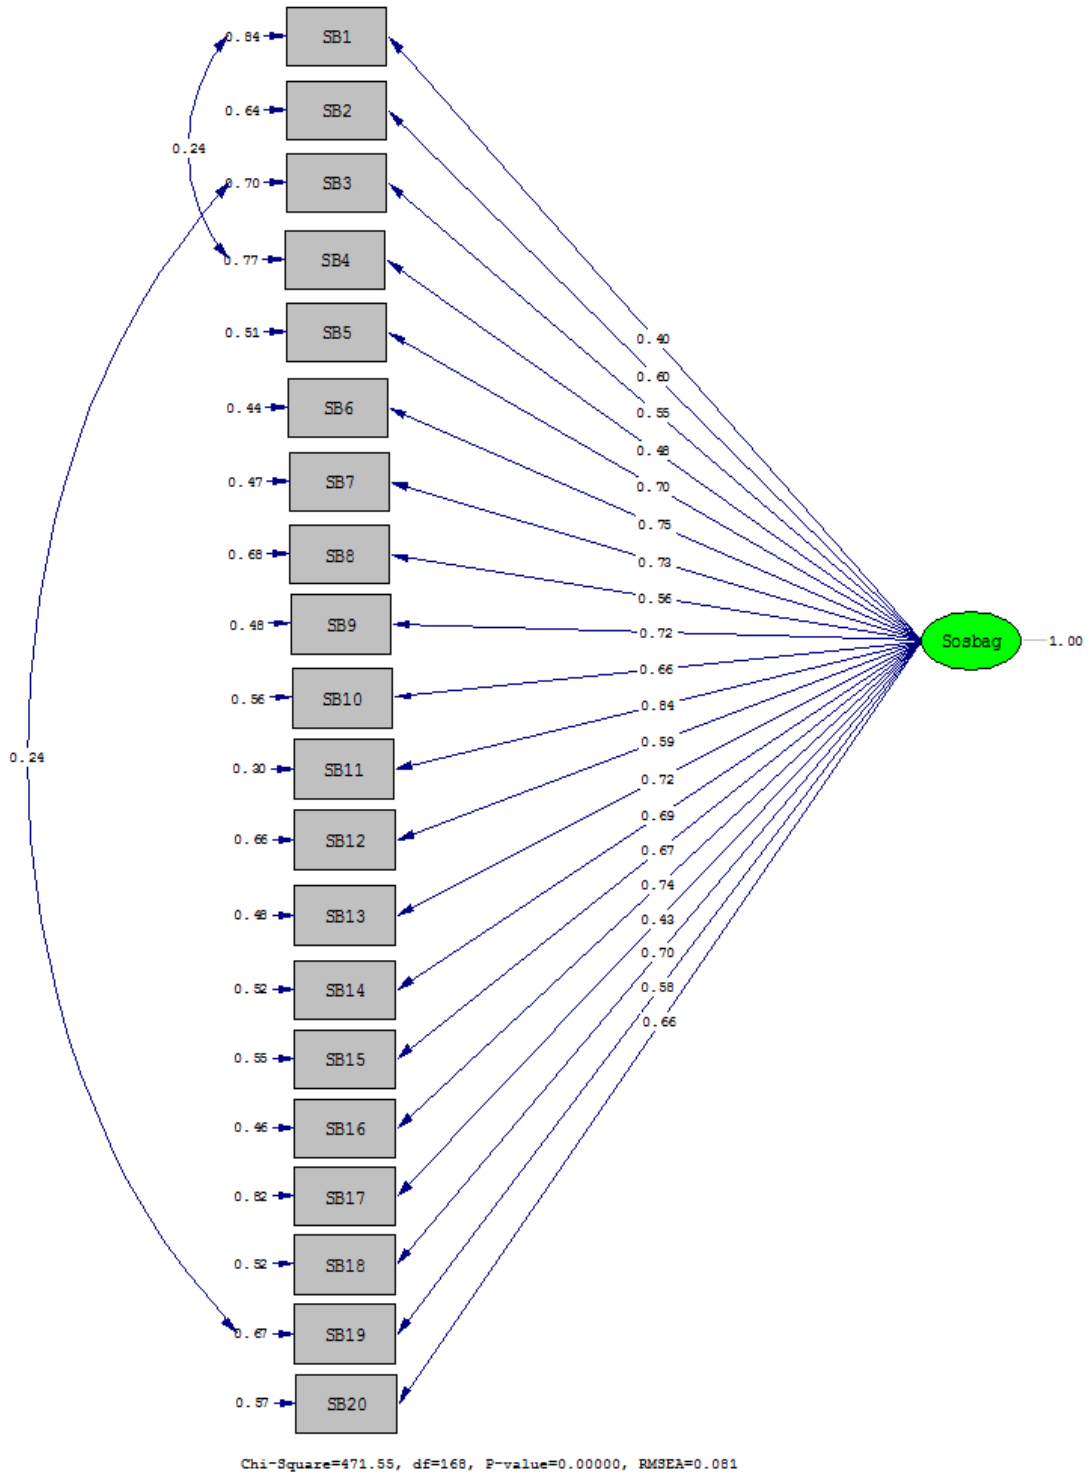 0.84 SB1
0.64 SB2
0.24
0.70 SB3
0.77 SB4
0.51 SB5
0.44 SB6
0.47 SB7
0.68 SB8
0.48 SB9
0.56 SB10
0.24
0.30 SB11
0.66 SB12
0.48 SB13
0.52 SB14
0.55 SB15
0.46 SB16
0.82 SB17
0.52 SB18
0.67 SB19
0.57 SB20
0.40
0.60
0.55
0.48
0.70
0.75
0.73
0.56
0.72
0.66
0.84
0.59
0.72
0.69
0.67
0.74
0.43
0.70
0.58
0.66
Sosbag 1.00
Chi-Square=471.55, df=168, P-value=0.00000, RMSEA=0.081